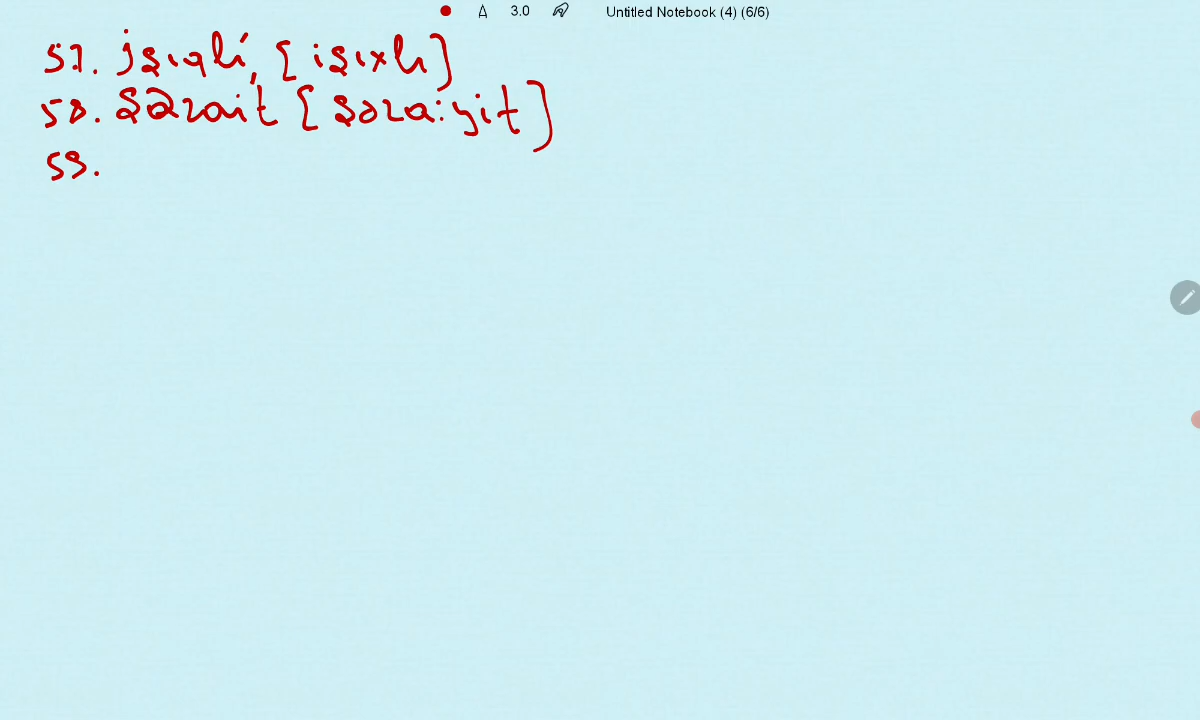 3.0 Untitled Notebook (4) (6/6)
57. işıqlı, [işıxlı]
58. şərait [şəra:yit]
59.